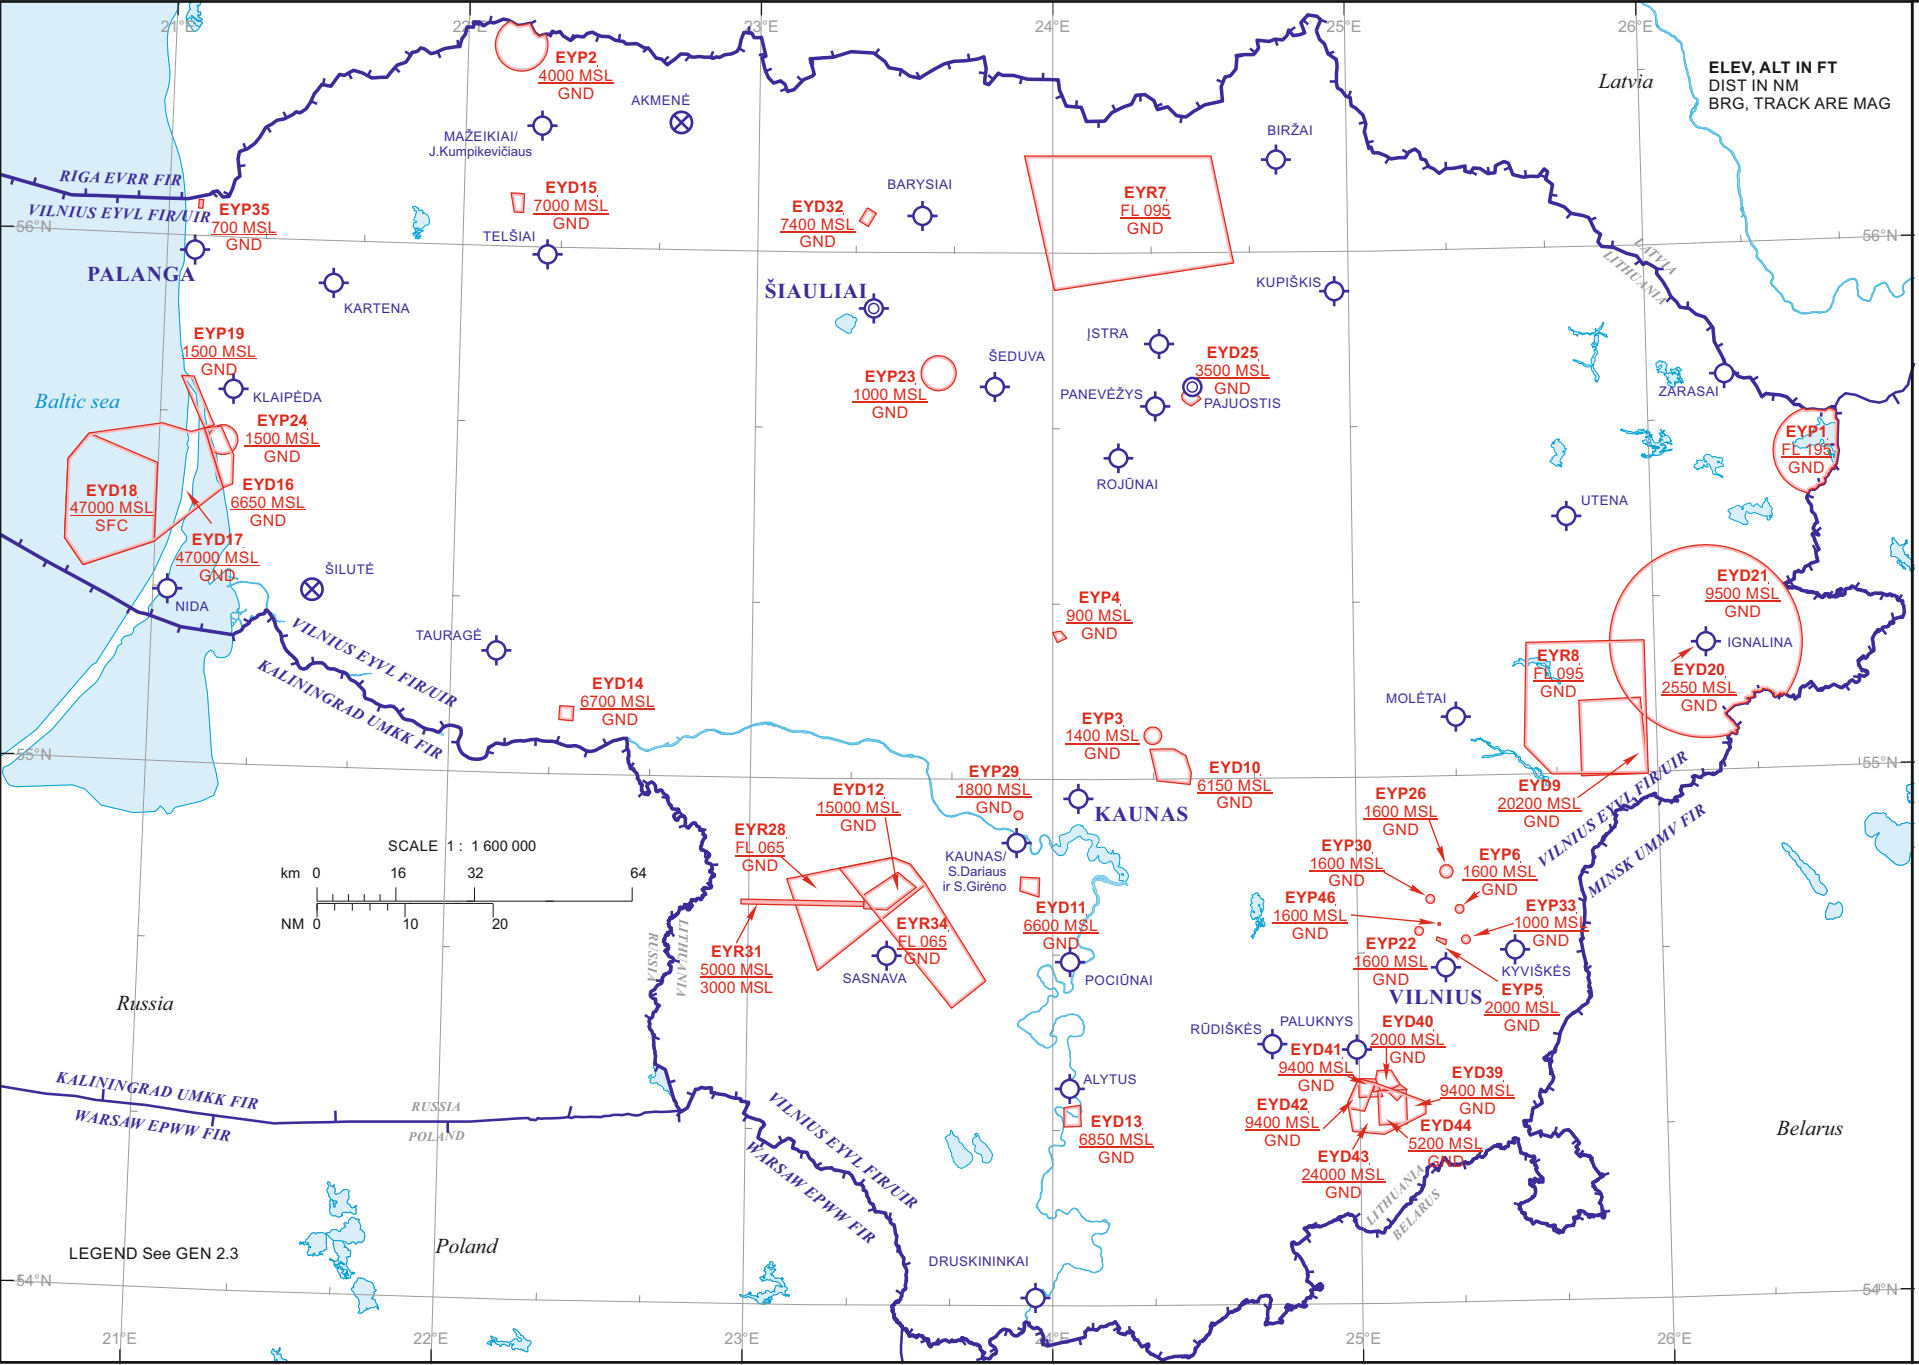 21°E
22°E
23°E
24°E
25°E
26°E
ELEV, ALT IN FT
DIST IN NM
BRG, TRACK ARE MAG
Latvia
EYP2
4000 MSL
GND
AKMENĖ
MAŽEIKIAI/
J.Kumpikevičiaus
BIRŽAI
RIGA EVRR FIR
VILNIUS EYVL FIR/UIR
EYP35
700 MSL
GND
EYD15
7000 MSL
GND
TELŠIAI
BARYSIAI
EYD32
7400 MSL
GND
EYR7
FL 095
GND
56°N
56°N
LATVIA
LITHUANIA
PALANGA
KARTENA
ŠIAULIAI
KUPIŠKIS
EYP19
1500 MSL
GND
KLAIPĖDA
Baltic sea
ĮSTRA
ŠEDUVA
EYP23
1000 MSL
GND
EYD25
3500 MSL
GND
PANEVĖŽYS
PAJUOSTIS
ZARASAI
EYP24
1500 MSL
GND
EYP1
FL 195
GND
EYD18
47000 MSL
SFC
EYD16
6650 MSL
GND
ROJŪNAI
UTENA
EYD17
47000 MSL
GND
NIDA
ŠILUTĖ
EYD21
9500 MSL
GND
IGNALINA
EYP4
900 MSL
GND
TAURAGĖ
VILNIUS EYVL FIR/UIR
KALININGRAD UMKK FIR
EYR8
FL 095
GND
EYD20
2550 MSL
GND
EYD14
6700 MSL
GND
MOLĖTAI
EYP3
1400 MSL
GND
55°N
55°N
EYD10
6150 MSL
GND
EYP29
1800 MSL
GND
KAUNAS
EYD12
15000 MSL
GND
EYD9
20200 MSL
GND
VILNIUS EYVL FIR/UIR
MINSK UMMV FIR
EYP26
1600 MSL
GND
EYR28
FL 065
GND
KAUNAS/
S.Dariaus
ir S.Girėno
EYP30
1600 MSL
GND
EYP6
1600 MSL
GND
SCALE 1 : 1 600 000
km 0 16 32 64
NM 0 10 20
EYD11
6600 MSL
GND
EYP46
1600 MSL
GND
EYP33
1000 MSL
GND
EYR34
FL 065
GND
EYR31
5000 MSL
3000 MSL
SASNAVA
RUSSIA
LITHUANIA
POCIŪNAI
EYP22
1600 MSL
GND
KYVIŠKĖS
VILNIUS
EYP5
2000 MSL
GND
Russia
RŪDIŠKĖS
PALUKNYS
EYD40
2000 MSL
GND
EYD41
9400 MSL
GND
EYD39
9400 MSL
GND
ALYTUS
EYD13
6850 MSL
GND
EYD42
9400 MSL
GND
EYD44
5200 MSL
GND
EYD43
24000 MSL
GND
KALININGRAD UMKK FIR
WARSAW EPWW FIR
RUSSIA
POLAND
VILNIUS EYVL FIR/UIR
WARSAW EPWW FIR
Belarus
LITHUANIA
BELARUS
LEGEND See GEN 2.3
Poland
DRUSKININKAI
54°N
54°N
21°E
22°E
23°E
24°E
25°E
26°E